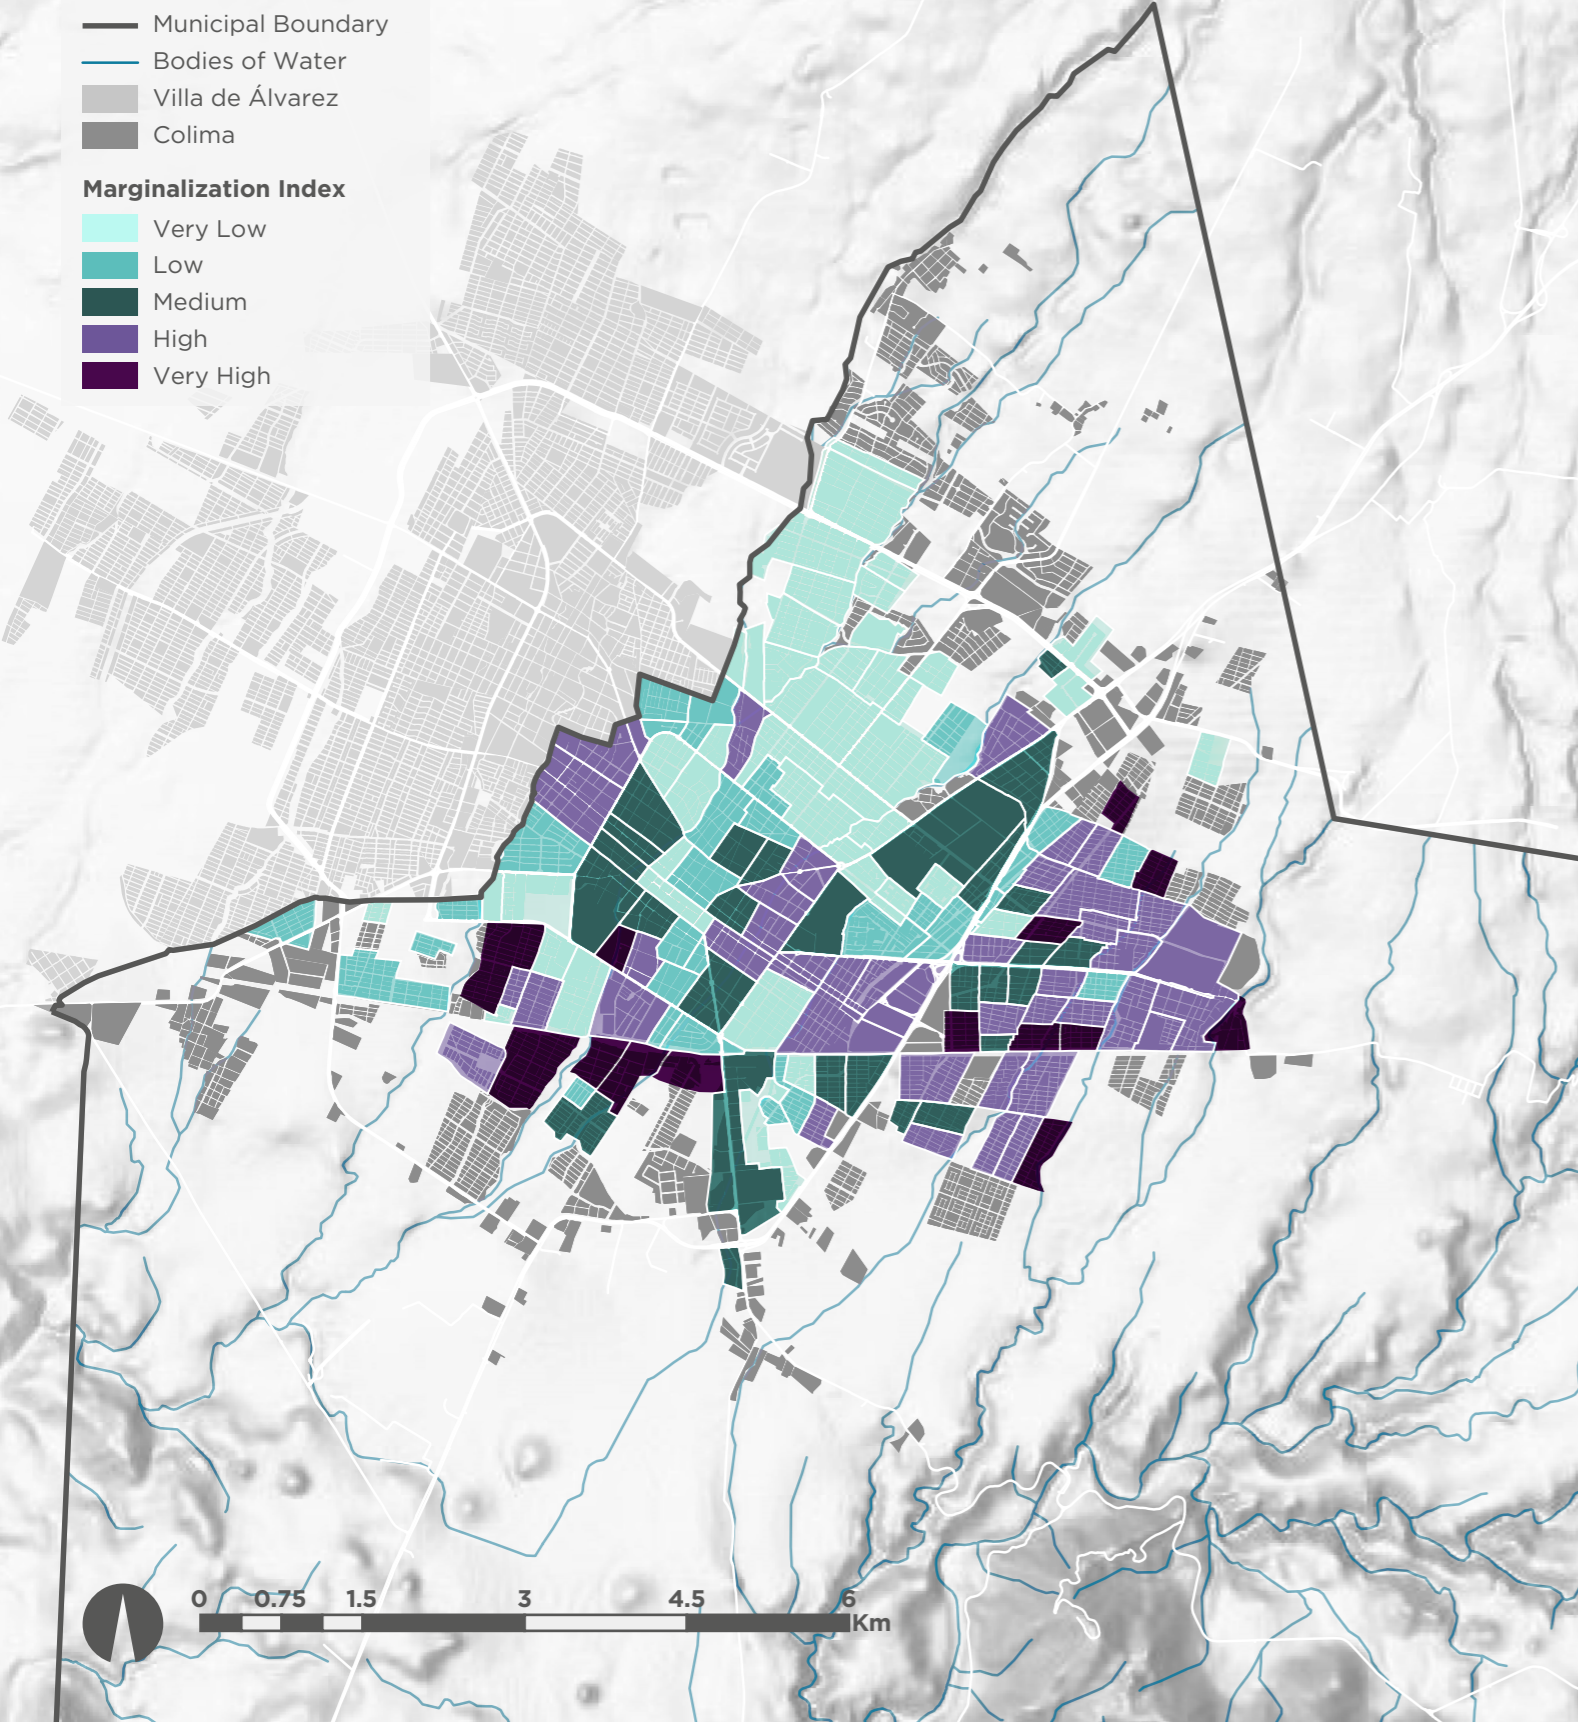 Municipal Boundary
Bodies of Water
Villa de Álvarez
Colima
Marginalization Index
Very Low
Low
Medium
High
Very High
0 0.75 1.5 3 4.5 6
Km